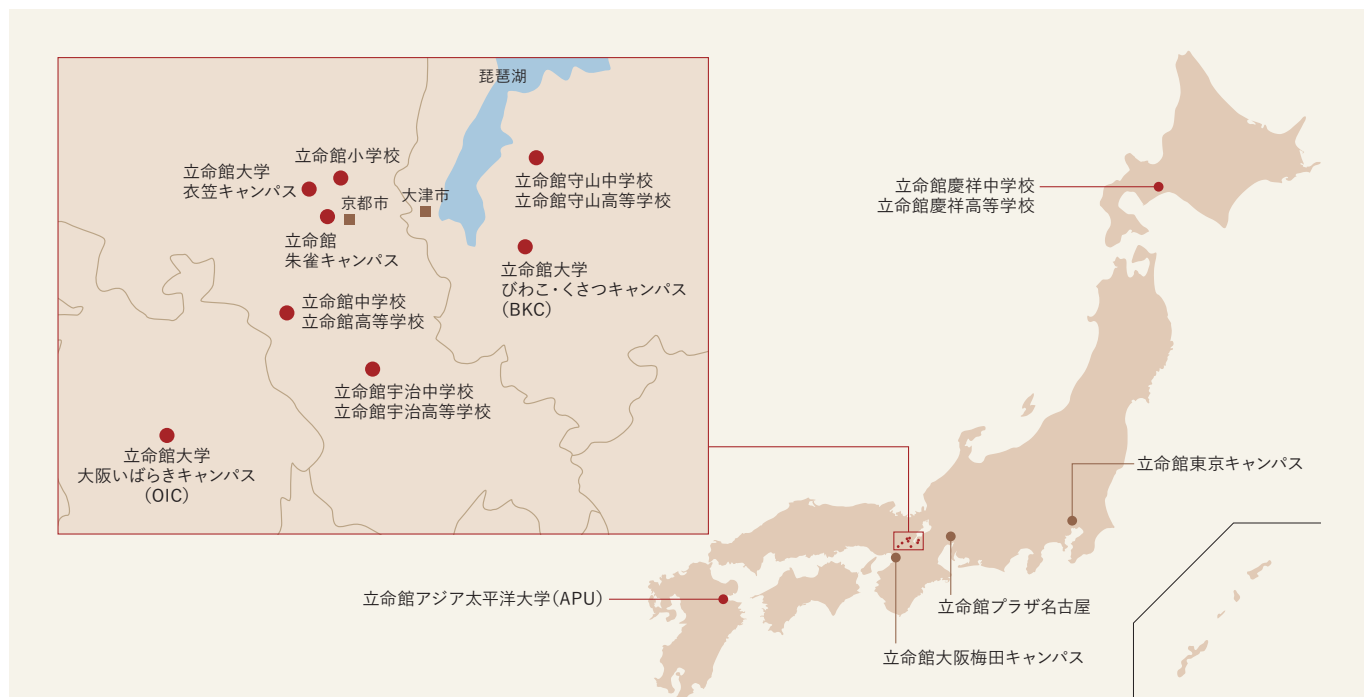 琵琶湖
立命館小学校
立命館大学
衣笠キャンパス
京都市
大津市
立命館守山中学校
立命館守山高等学校
立命館
朱雀キャンパス
立命館大学
びわこ・くさつキャンパス
(BKC)
立命館中学校
立命館高等学校
立命館宇治中学校
立命館宇治高等学校
立命館大学
大阪いばらきキャンパス
(OIC)
立命館慶祥中学校
立命館慶祥高等学校
立命館東京キャンパス
立命館アジア太平洋大学(APU)
立命館プラザ名古屋
立命館大阪梅田キャンパス